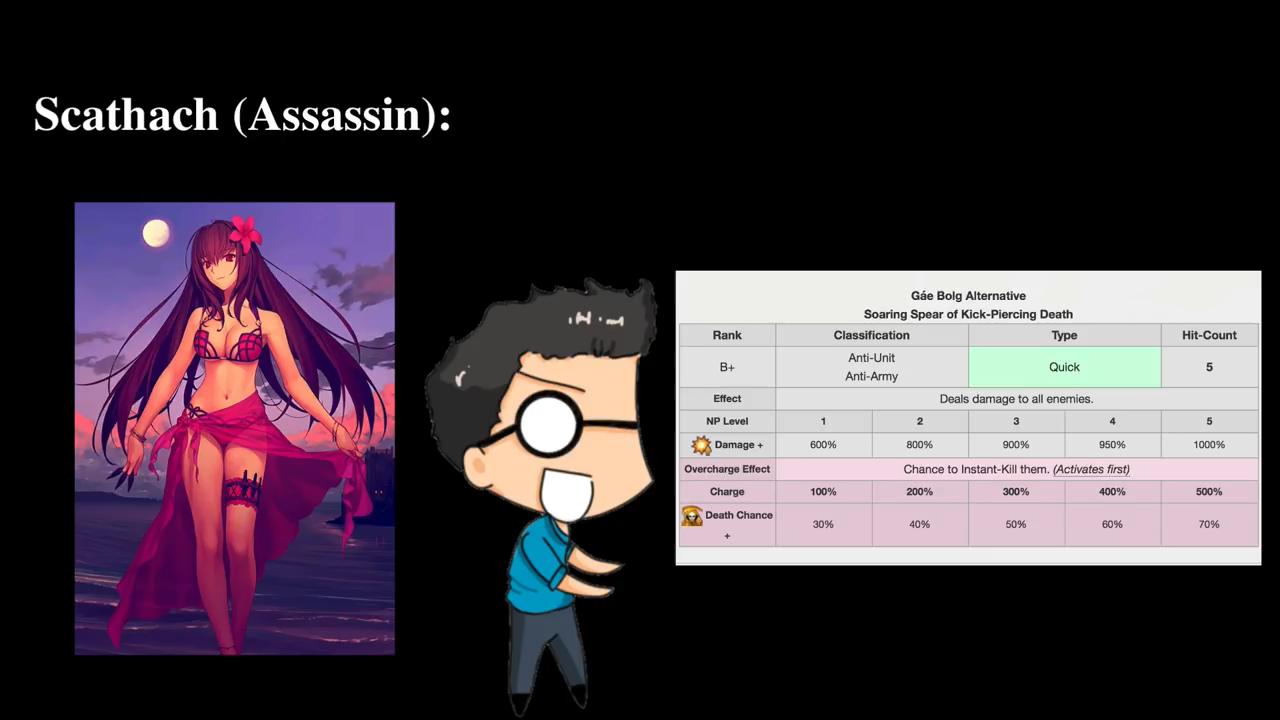 Scathach (Assassin):
Gáe Bolg Alternative
Soaring Spear of Kick-Piercing Death
Rank Classification Type Hit-Count
B+ Anti-Unit Anti-Army Quick 5
Effect Deals damage to all enemies.
NP Level 1 2 3 4 5
Damage + 600% 800% 900% 950% 1000%
Overcharge Effect Chance to Instant-Kill them. (Activates first)
Charge 100% 200% 300% 400% 500%
Death Chance + 30% 40% 50% 60% 70%